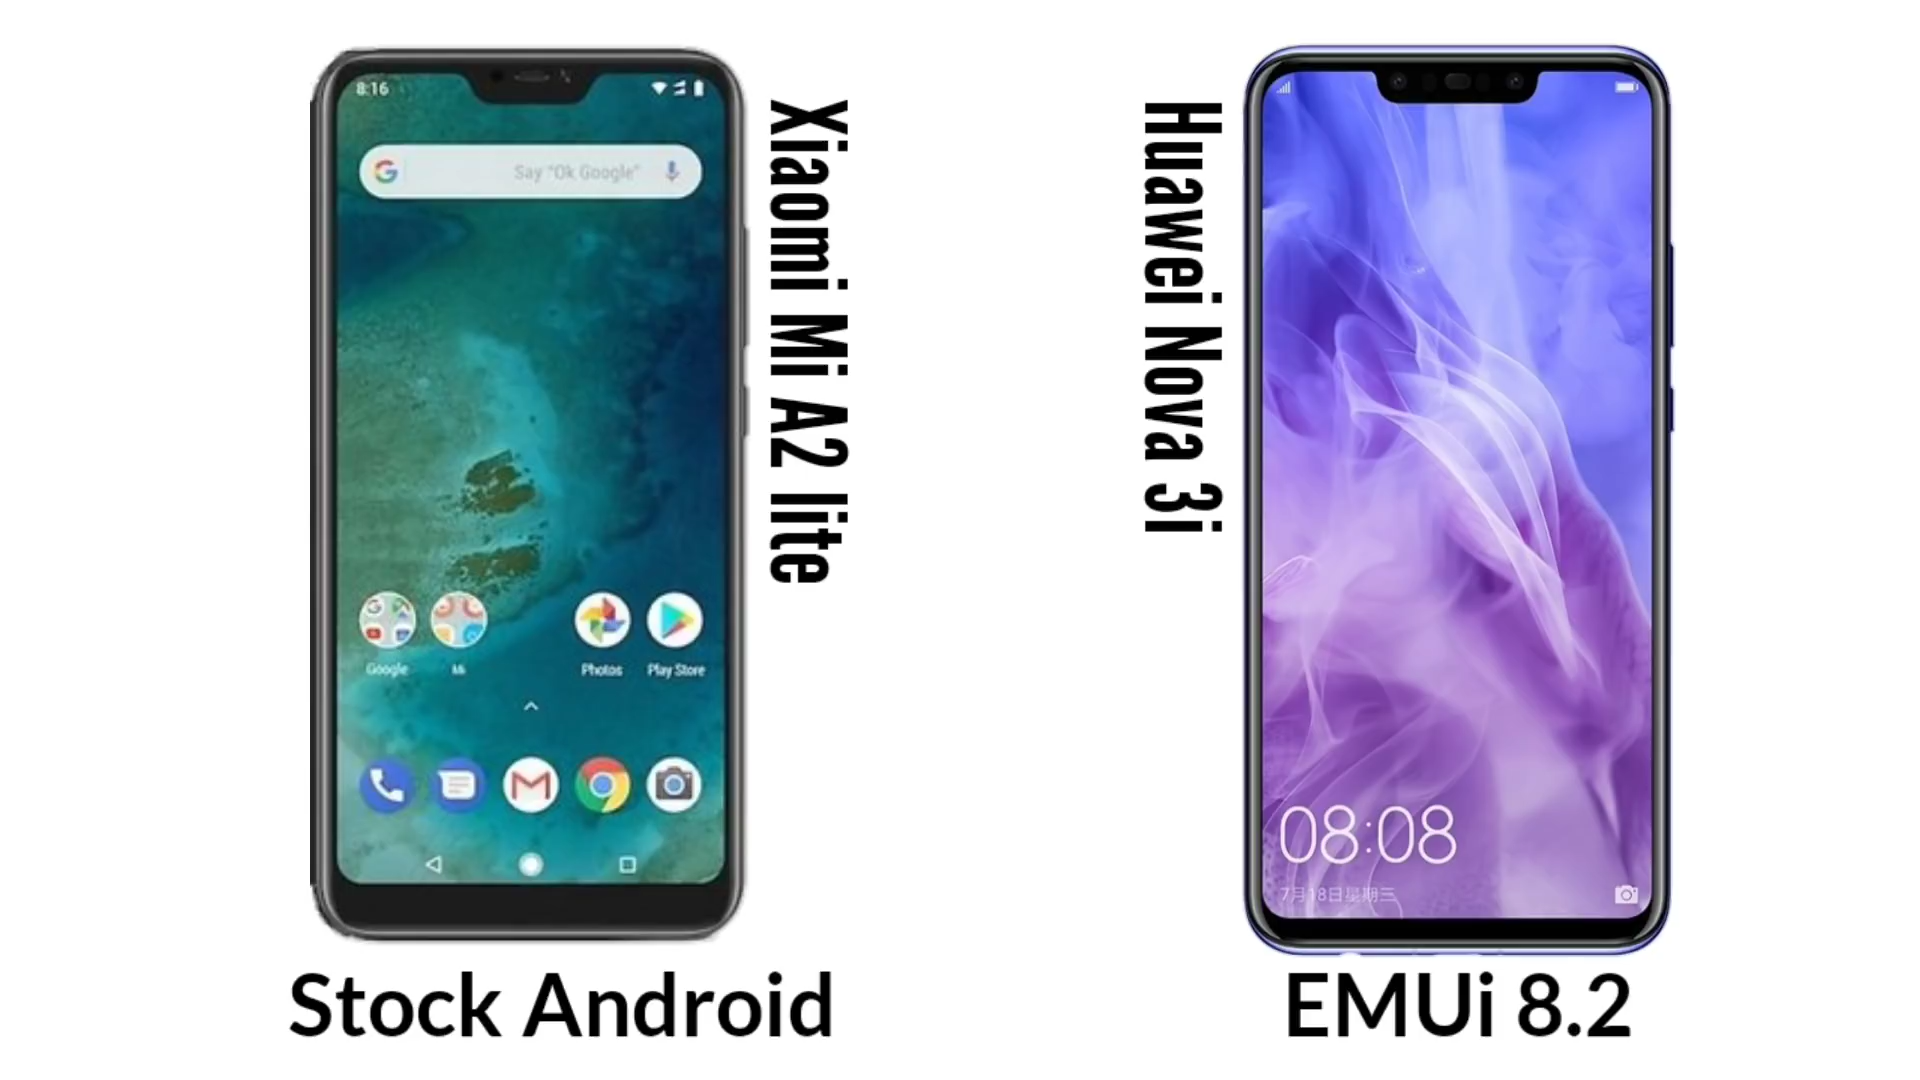 8:16
Say "Ok Google"
Google
Mi
Photos
Play Store
Xiaomi Mi A2 lite
Stock Android
Huawei Nova 3i
08:08
7月18日星期三
EMUi 8.2